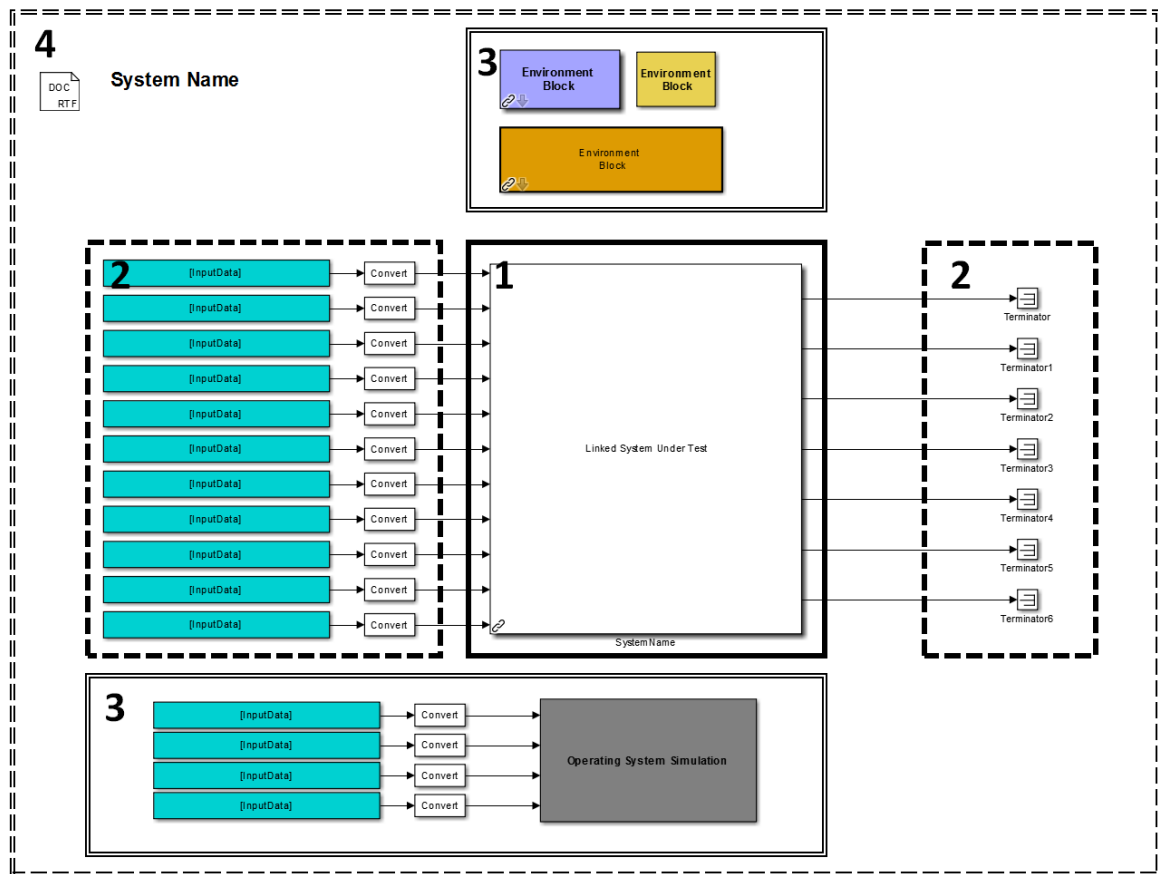 4
DOC
RTF
System Name
3
Environment
Block
Environment
Block
Environment
Block
2
[InputData]
Convert
[InputData]
Convert
[InputData]
Convert
[InputData]
Convert
[InputData]
Convert
[InputData]
Convert
[InputData]
Convert
[InputData]
Convert
[InputData]
Convert
[InputData]
Convert
[InputData]
Convert
1
Linked System Under Test
SystemName
2
Terminator
Terminator1
Terminator2
Terminator3
Terminator4
Terminator5
Terminator6
3
[InputData]
Convert
[InputData]
Convert
[InputData]
Convert
[InputData]
Convert
Operating System Simulation